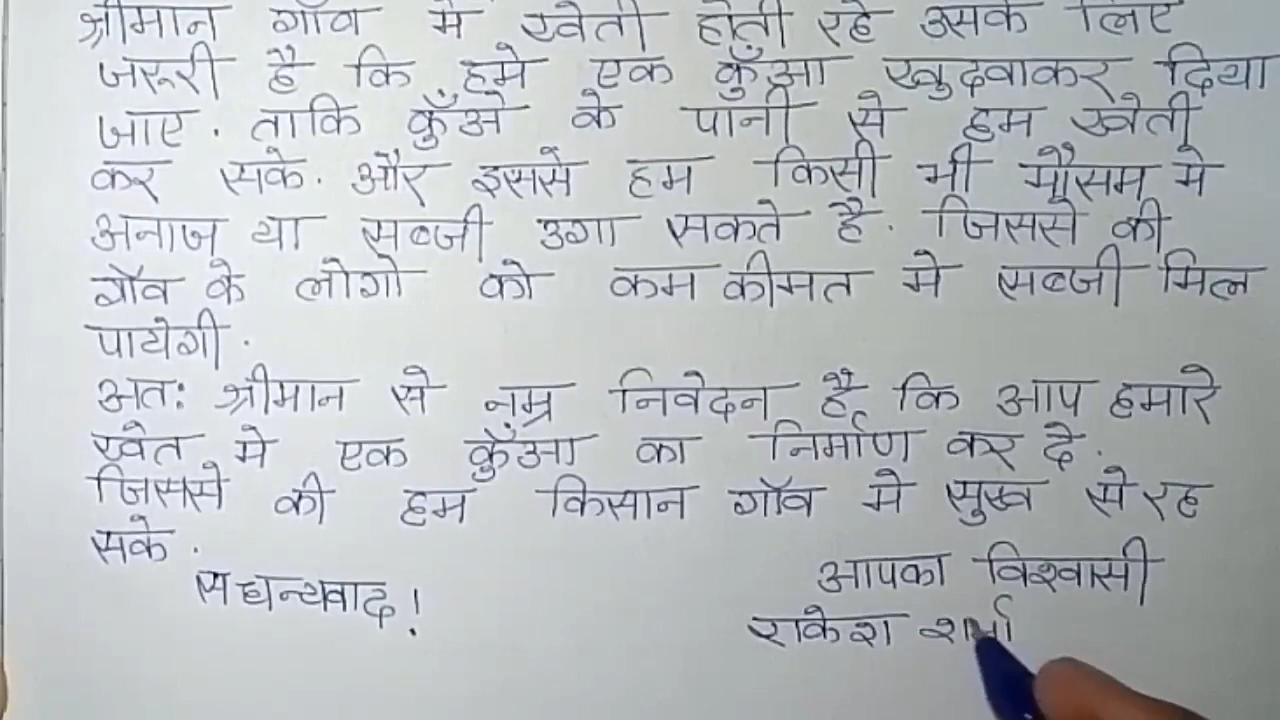 श्रीमान गाँव मे खेती होती रहे उसके लिए
जरूरी है कि हमे एक कुँआ खुदवाकर दिया
जाए. ताकि कुँओ के पानी से हम खेती
कर सके. और इससे हम किसी भी मौसम मे
अनाज या सब्जी उगा सकते है. जिससे की
गाँव के लोगो को कम कीमत मे सब्जी मिल
पायेगी.
अतः श्रीमान से नम्र निवेदन है कि आप हमारे
खेत मे एक कुँआ का निर्माण कर दे.
जिससे की हम किसान गाँव मे सुख से रह
सके.
सधन्यवाद!
आपका विश्वासी
राकेश शर्मा